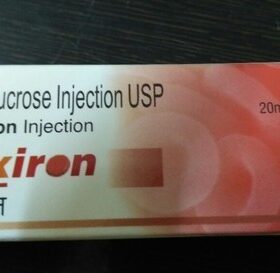 ucrose Injection USP
on Injection
20m
xiron
न